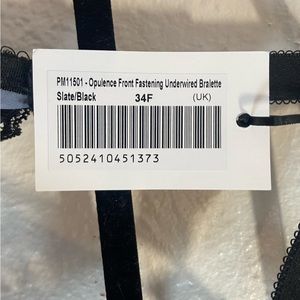 PM11501 - Opulence Front Fastening Underwired Bralette
Slate/Black 34F (UK)
5052410451373